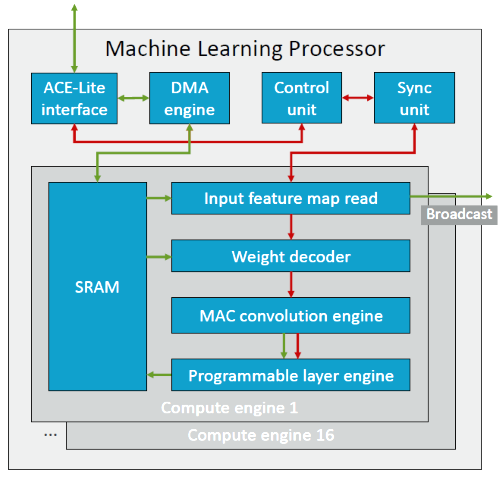 Machine Learning Processor
ACE-Lite
interface
DMA
engine
Control
unit
Sync
unit
SRAM
Input feature map read
Broadcast
Weight decoder
MAC convolution engine
Programmable layer engine
Compute engine 1
...
Compute engine 16